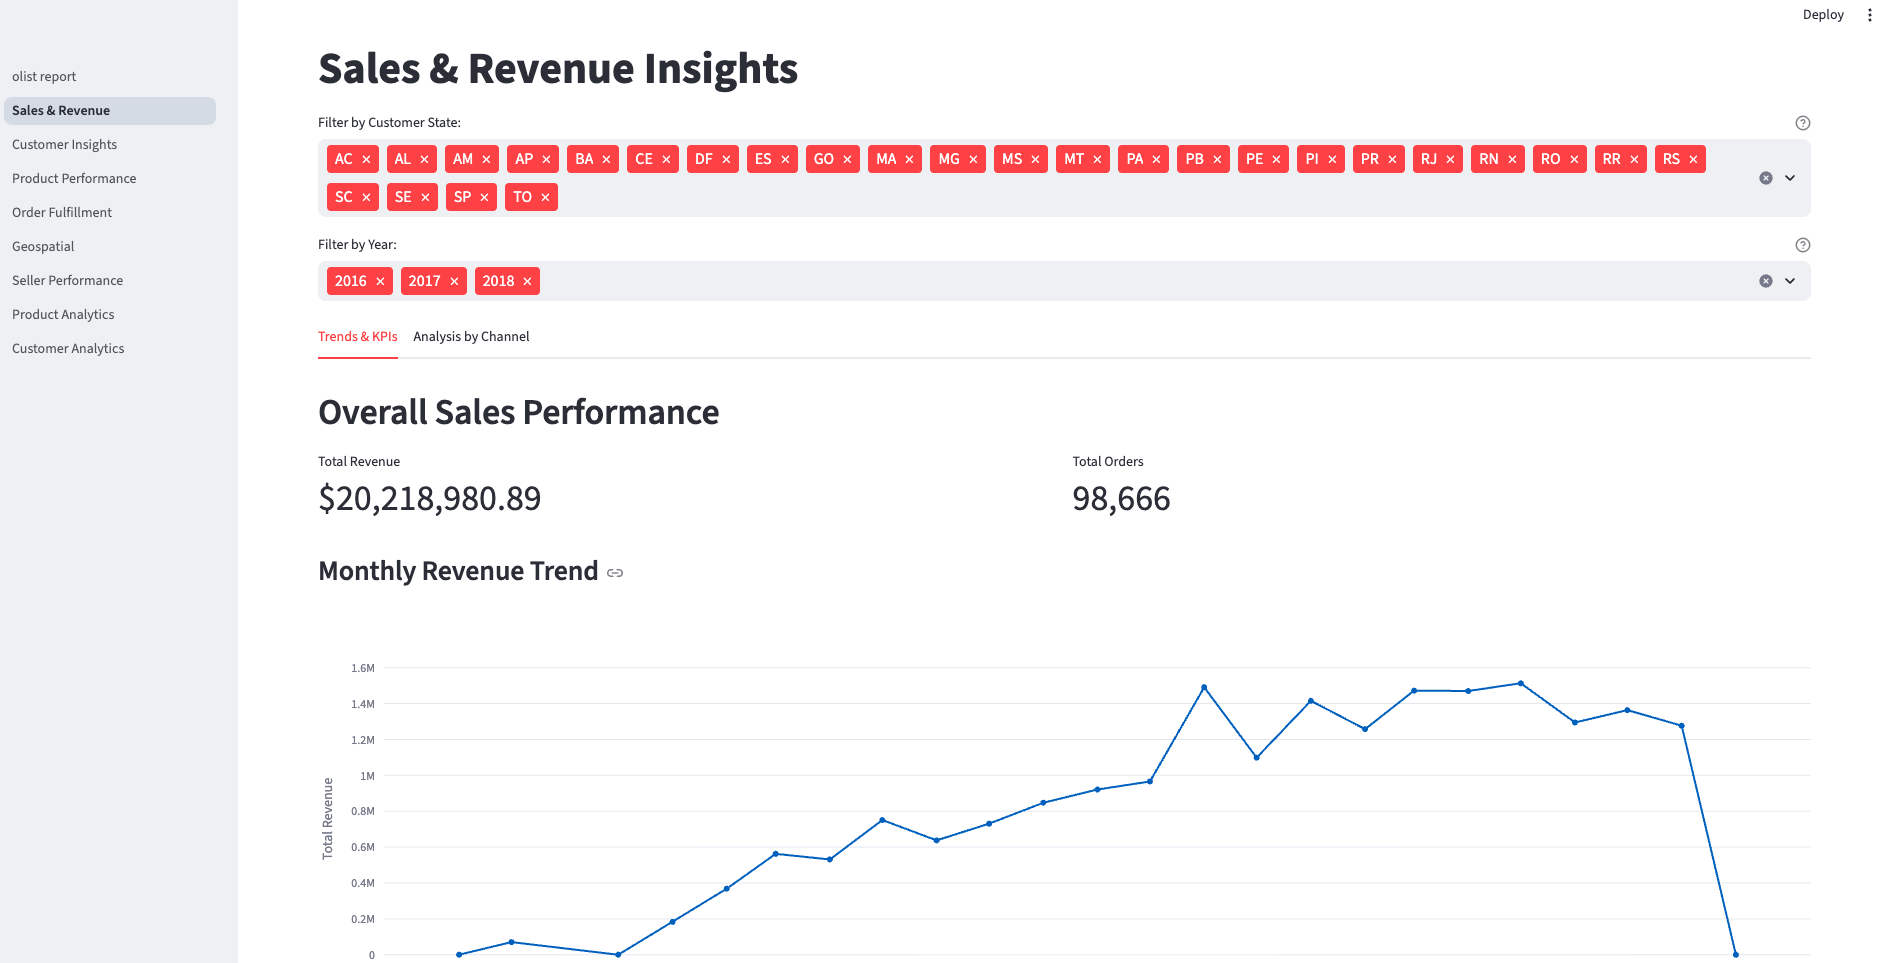 Deploy
olist report
Sales & Revenue
Customer Insights
Product Performance
Order Fulfillment
Geospatial
Seller Performance
Product Analytics
Customer Analytics
Sales & Revenue Insights
Filter by Customer State:
AC AL AM AP BA CE DF ES GO MA MG MS MT PA PB PE PI PR RJ RN RO RR RS
SC SE SP TO
Filter by Year:
2016 2017 2018
Trends & KPIs Analysis by Channel
Overall Sales Performance
Total Revenue
$20,218,980.89
Total Orders
98,666
Monthly Revenue Trend
1.6M
1.4M
1.2M
1M
0.8M
0.6M
0.4M
0.2M
0
Total Revenue